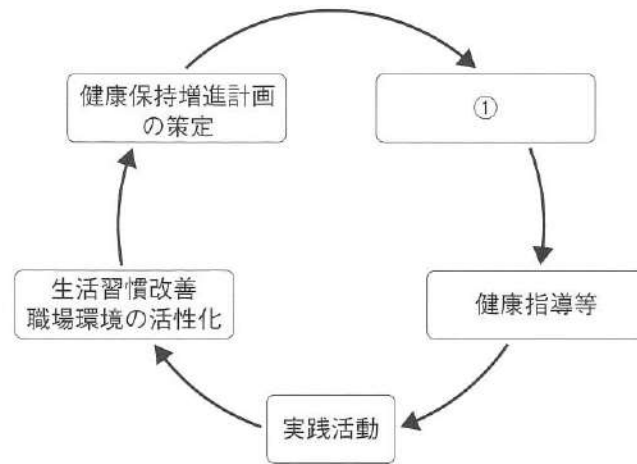 健康保持増進計画
の策定
①
健康指導等
実践活動
生活習慣改善
職場環境の活性化